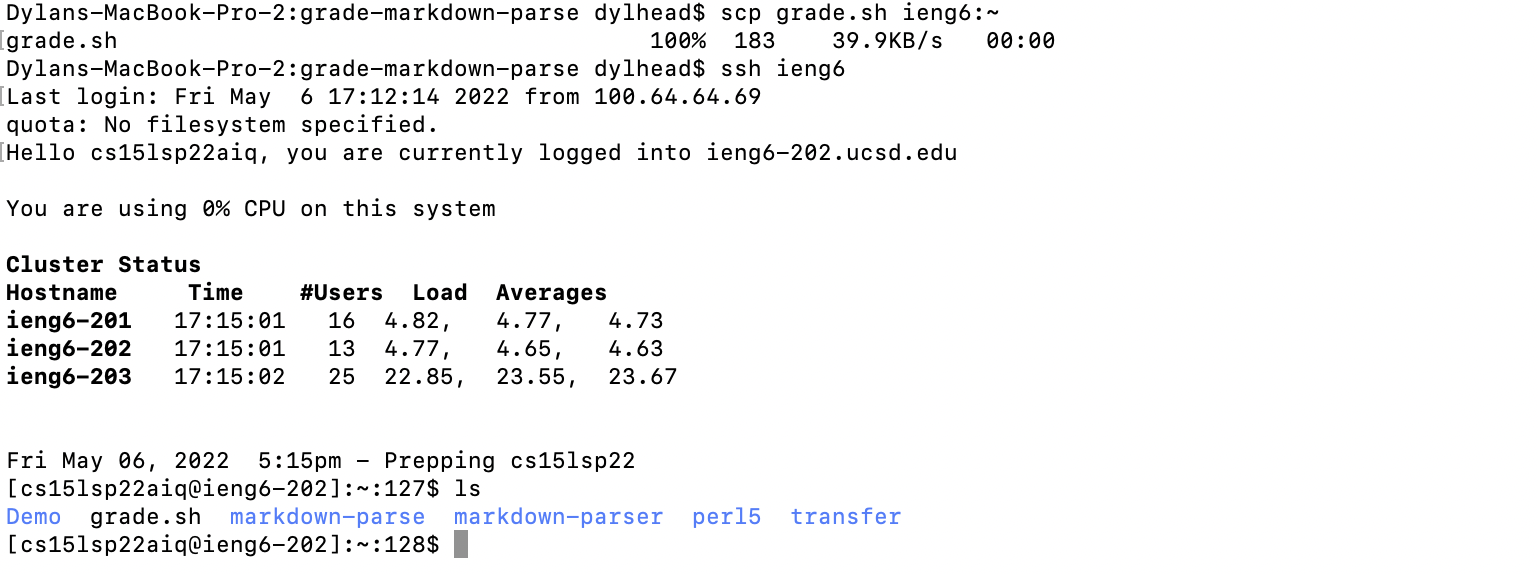 Dylans-MacBook-Pro-2:grade-markdown-parse dylhead$ scp grade.sh ieng6:~
[grade.sh                                      100%  183    39.9KB/s   00:00
Dylans-MacBook-Pro-2:grade-markdown-parse dylhead$ ssh ieng6
[Last login: Fri May  6 17:12:14 2022 from 100.64.64.69
quota: No filesystem specified.
[Hello cs15lsp22aiq, you are currently logged into ieng6-202.ucsd.edu
You are using 0% CPU on this system
Cluster Status
Hostname     Time    #Users  Load  Averages
ieng6-201   17:15:01   16  4.82,   4.77,   4.73
ieng6-202   17:15:01   13  4.77,   4.65,   4.63
ieng6-203   17:15:02   25  22.85,  23.55,  23.67
Fri May 06, 2022  5:15pm - Prepping cs15lsp22
[cs15lsp22aiq@ieng6-202]:~:127$ ls
Demo  grade.sh  markdown-parse  markdown-parser  perl5  transfer
[cs15lsp22aiq@ieng6-202]:~:128$